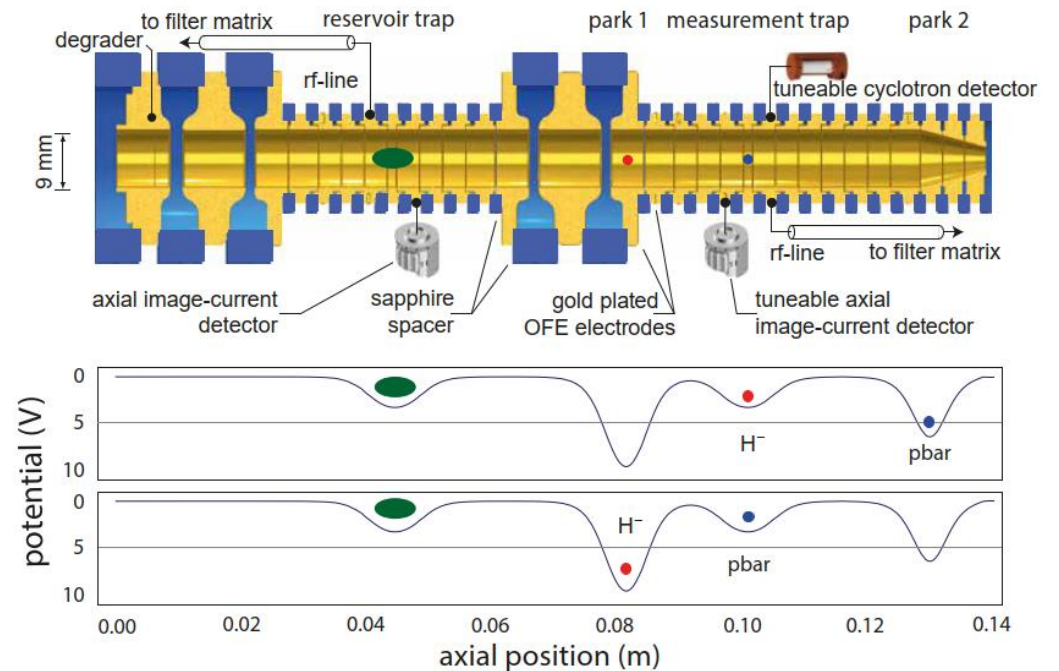 to filter matrix
reservoir trap
park 1
measurement trap
park 2
degrader
rf-line
tuneable cyclotron detector
9 mm
rf-line
to filter matrix
axial image-current
detector
sapphire
spacer
gold plated
OFE electrodes
tuneable axial
image-current detector
potential (V)
0
5
10
H⁻
pbar
0
5
10
H⁻
pbar
0.00
0.02
0.04
0.06
0.08
0.10
0.12
0.14
axial position (m)